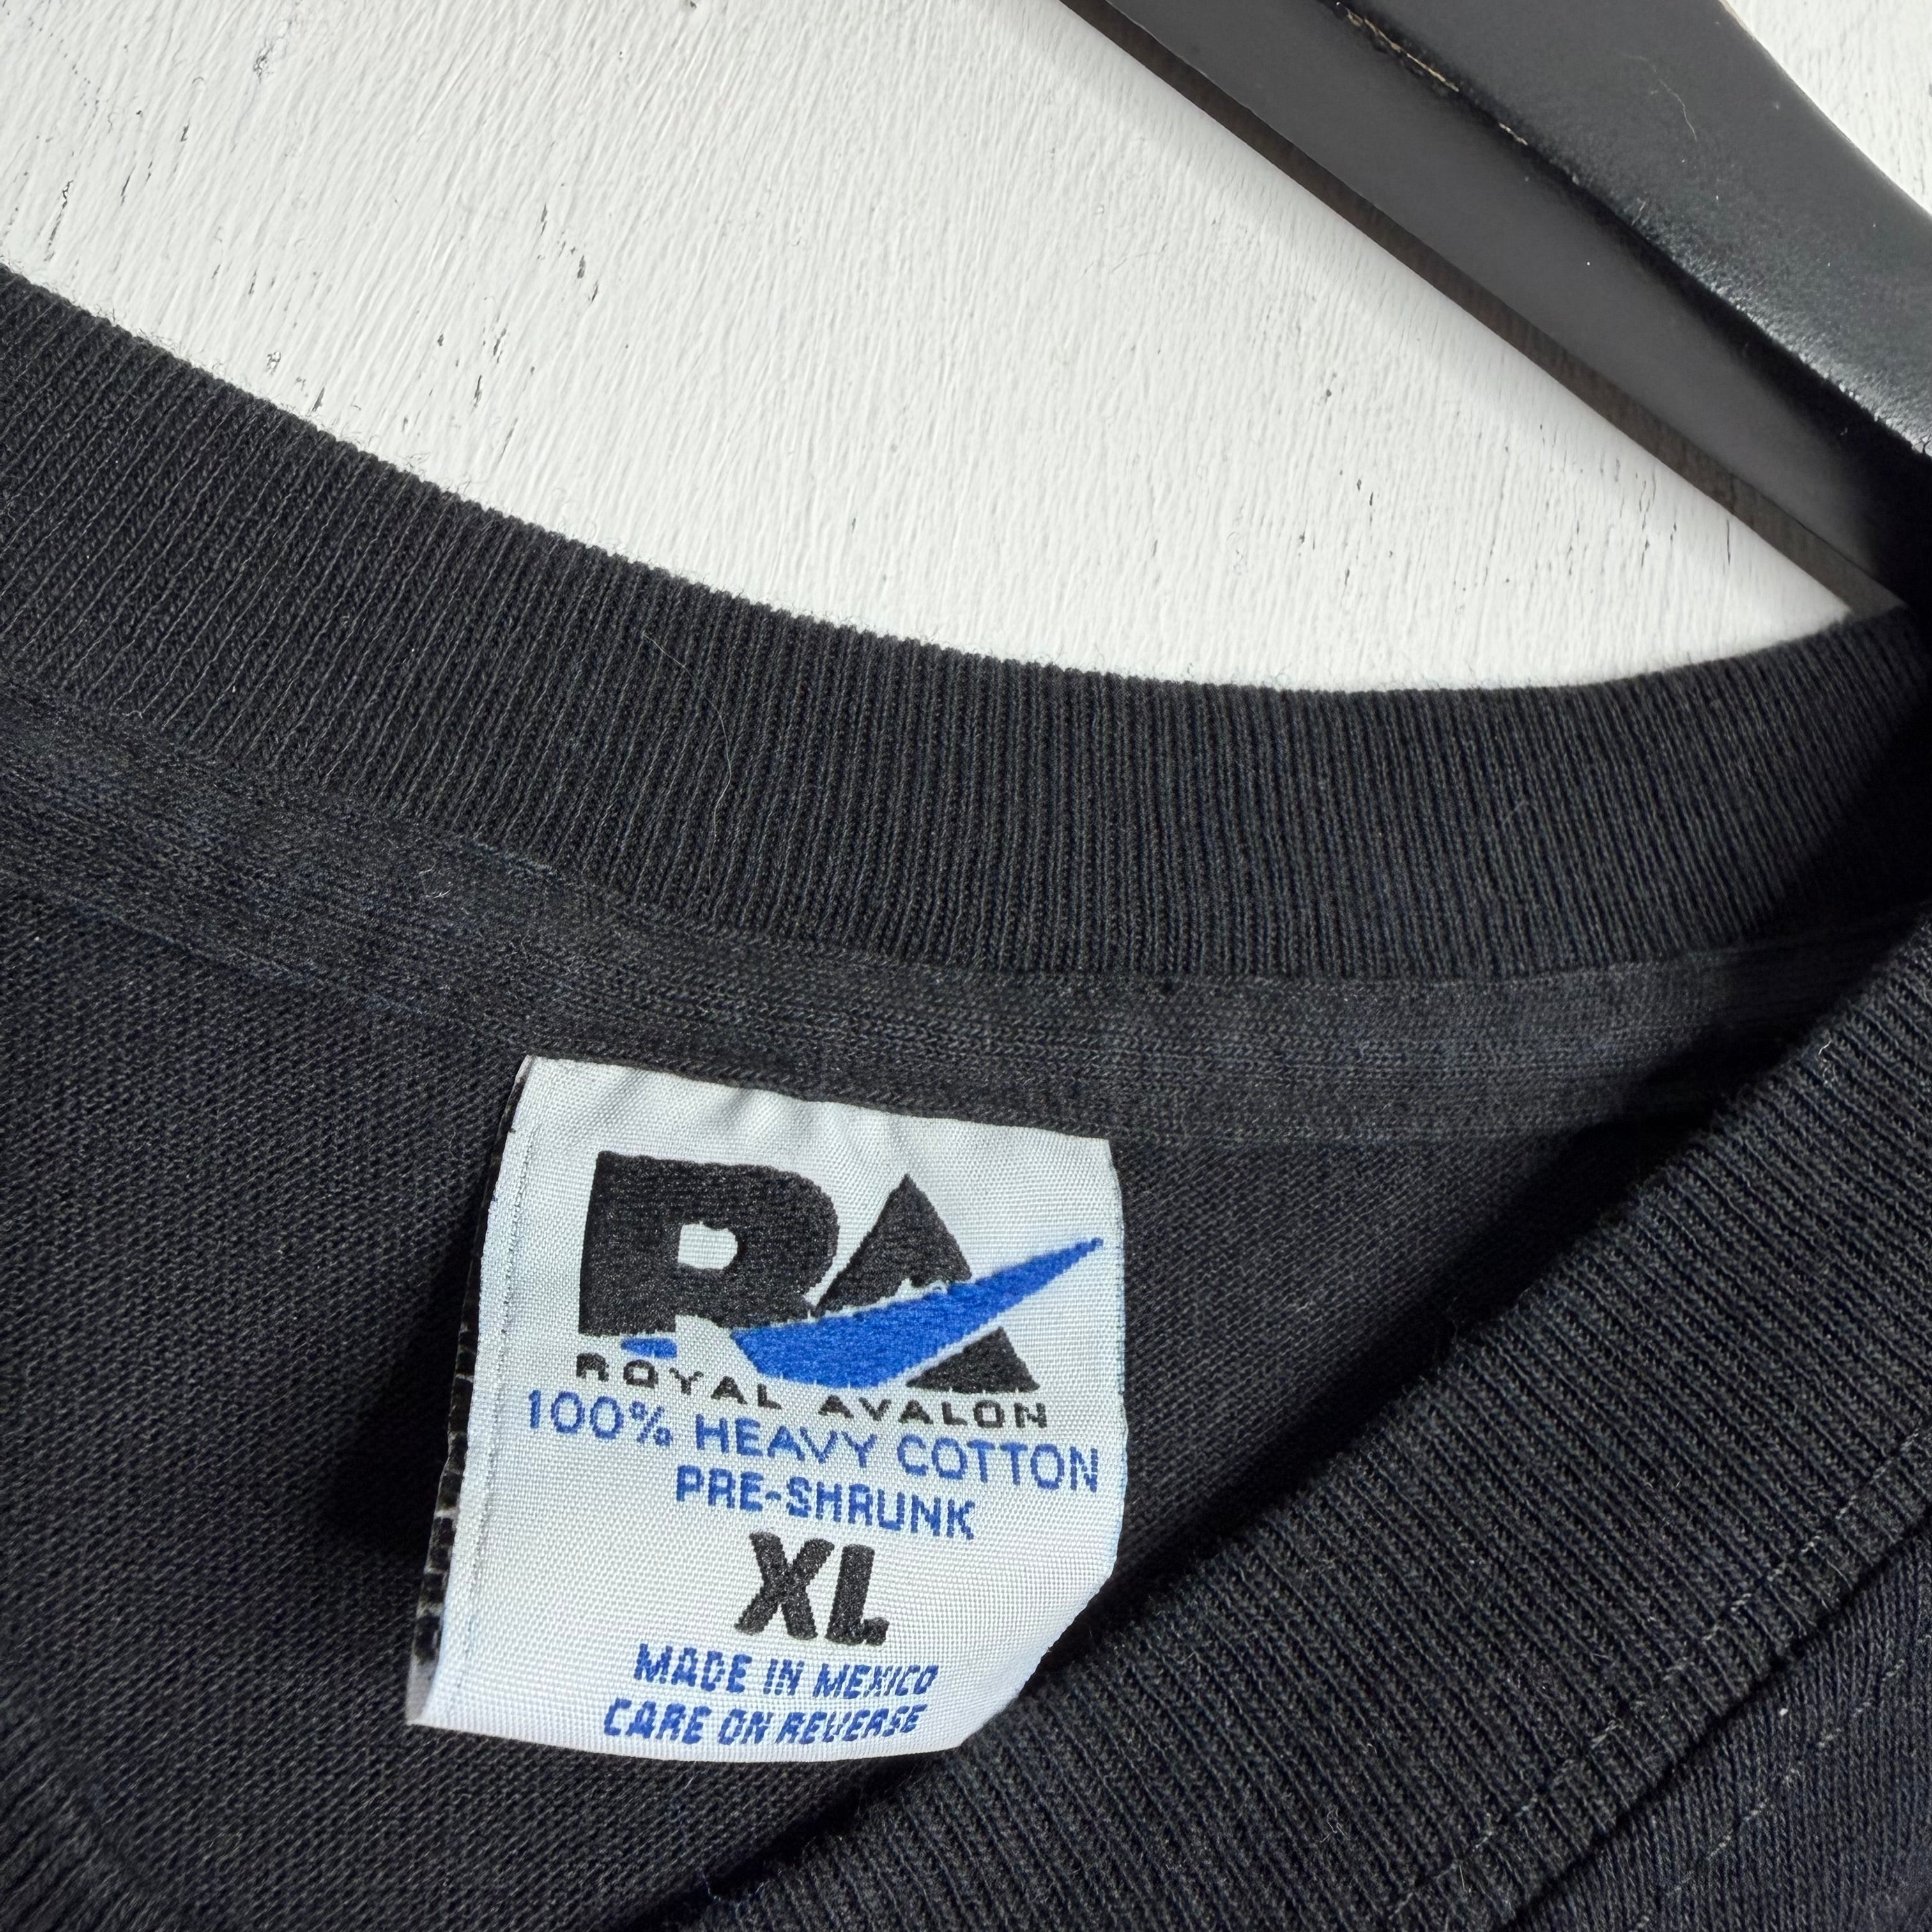 RA
ROYAL AVALON
100% HEAVY COTTON
PRE-SHRUNK
XL
MADE IN MEXICO
CARE ON REVERSE